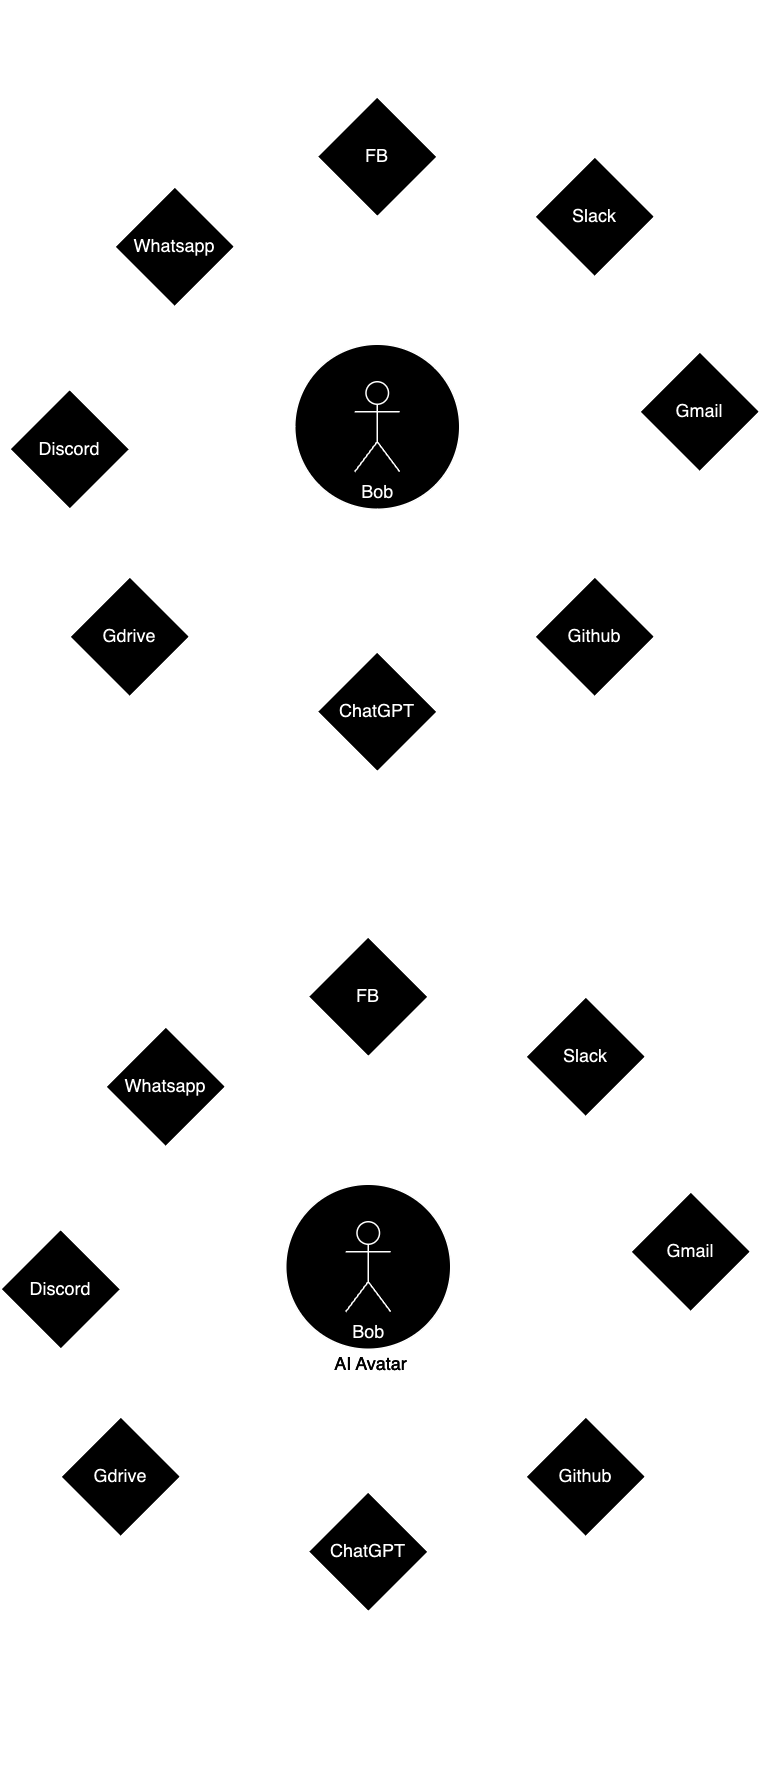 FB
Slack
Whatsapp
Gmail
Discord
Bob
Gdrive
Github
ChatGPT
FB
Slack
Whatsapp
Gmail
Discord
Bob
AI Avatar
Gdrive
Github
ChatGPT